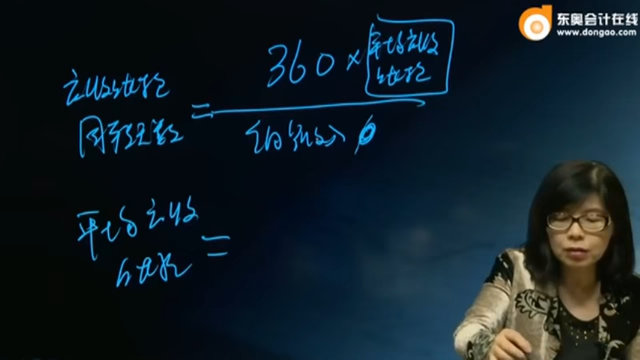 东奥会计在线
www.dongao.com
应收账款
周转天数
=
360×平均应收
账款
销售收入
平均应收
账款
=